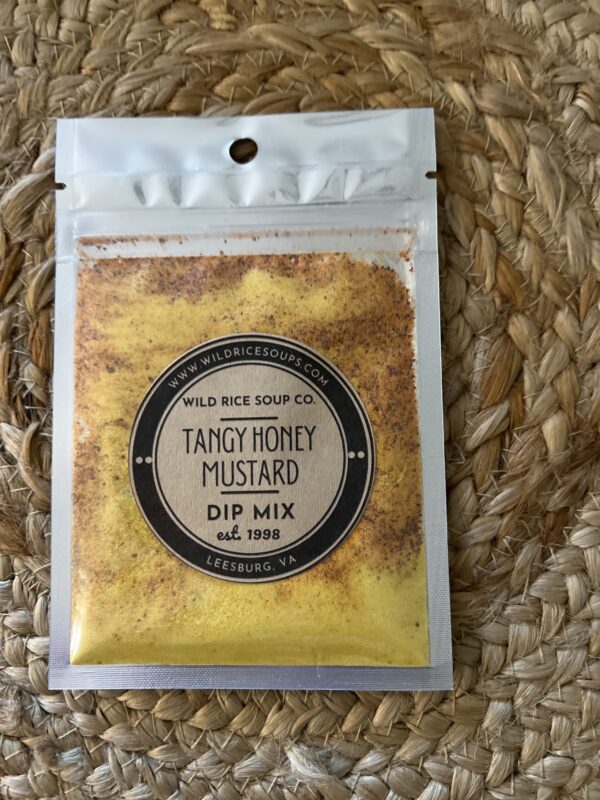 WWW.WILDRICESOUPS.COM
WILD RICE SOUP CO.
TANGY HONEY
MUSTARD
DIP MIX
est. 1998
LEESBURG, VA